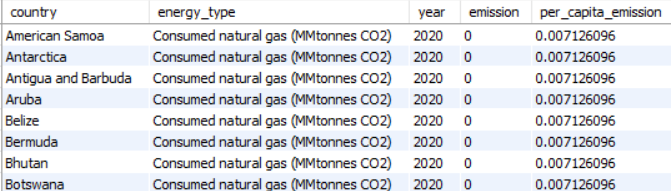 country energy_type year emission per_capita_emission
American Samoa Consumed natural gas (MMtonnes CO2) 2020 0 0.007126096
Antarctica Consumed natural gas (MMtonnes CO2) 2020 0 0.007126096
Antigua and Barbuda Consumed natural gas (MMtonnes CO2) 2020 0 0.007126096
Aruba Consumed natural gas (MMtonnes CO2) 2020 0 0.007126096
Belize Consumed natural gas (MMtonnes CO2) 2020 0 0.007126096
Bermuda Consumed natural gas (MMtonnes CO2) 2020 0 0.007126096
Bhutan Consumed natural gas (MMtonnes CO2) 2020 0 0.007126096
Botswana Consumed natural gas (MMtonnes CO2) 2020 0 0.007126096